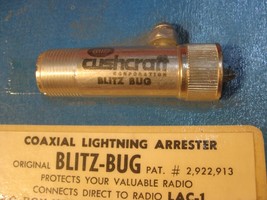 cushcraft
CORPORATION
BLITZ BUG
COAXIAL LIGHTNING ARRESTER
ORIGINAL BLITZ-BUG PAT. # 2,922,913
PROTECTS YOUR VALUABLE RADIO
CONNECTS DIRECT TO RADIO LAC-1